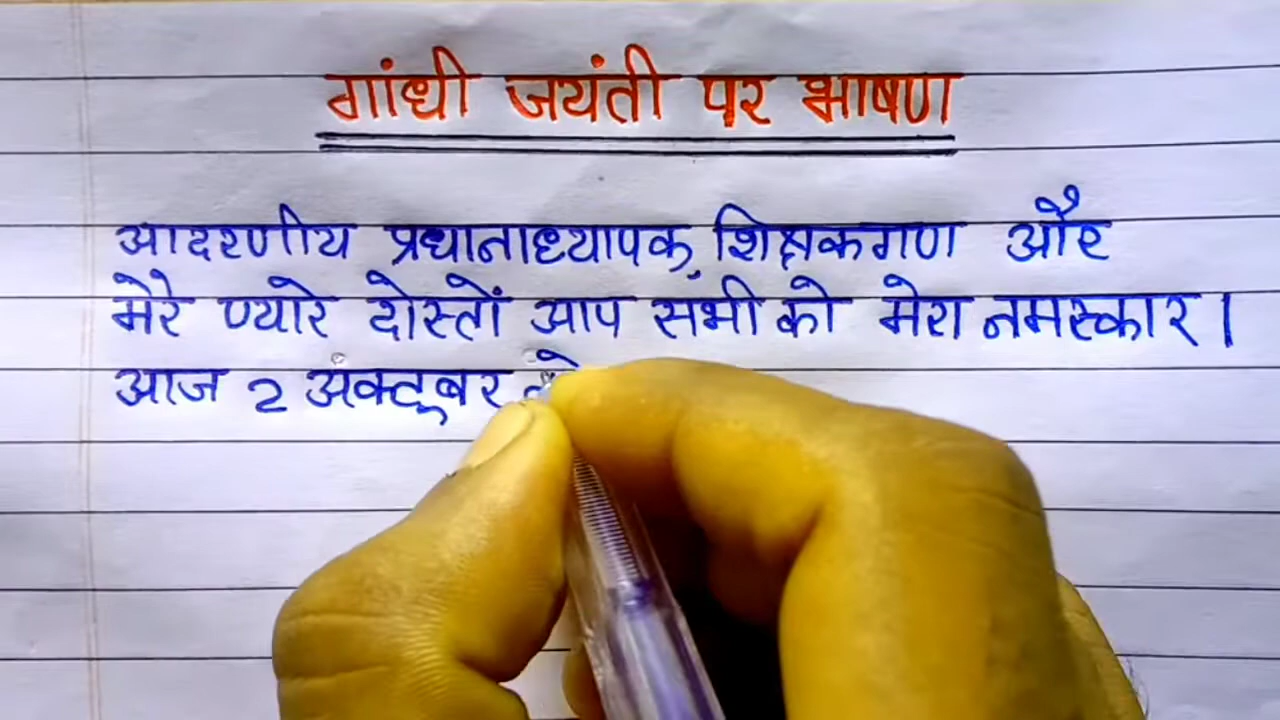 गांधी जयंती पर भाषण
आदरणीय प्रधानाध्यापक, शिक्षकगण और
मेरे प्यारे दोस्तों आप सभी को मेरा नमस्कार।
आज 2 अक्टूबर